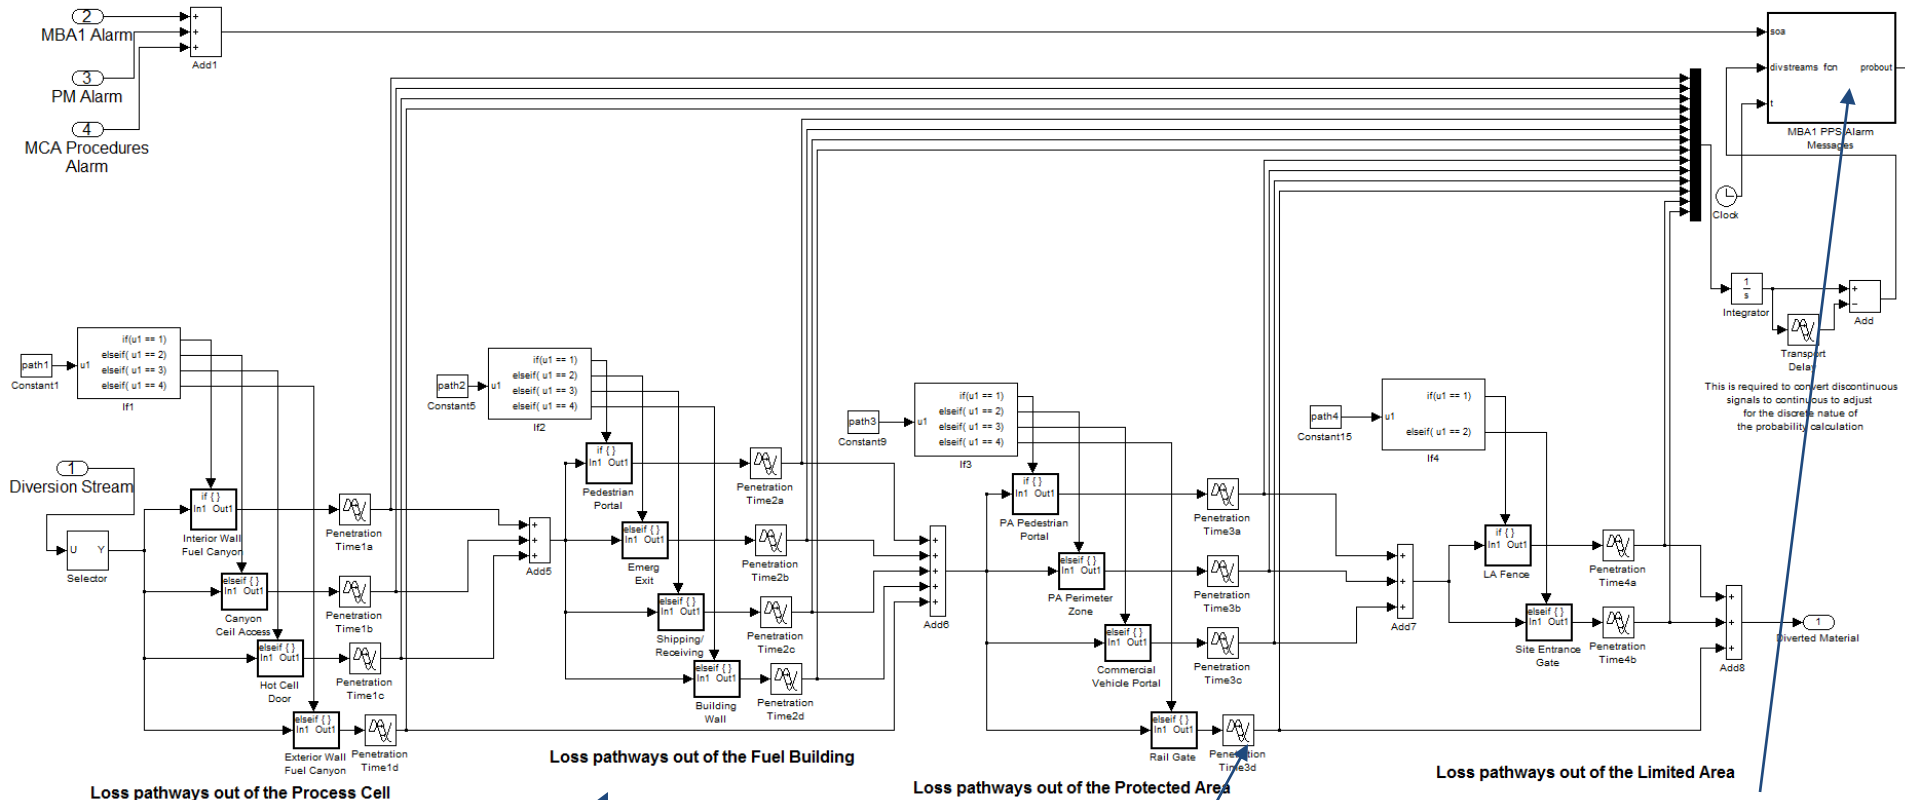 2
MBA1 Alarm
3
PM Alarm
4
MCA Procedures
Alarm
+
+
+
Add1
soa
divstreams fcn
probout
t
MBA1 PPS Alarm
Messages
Clock
1
s
Integrator
+
−
Add
Transport
Delay
This is required to convert discontinuous
signals to continuous to adjust
for the discrete natue of
the probability calculation
path1
Constant1
u1
if(u1 == 1)
elseif( u1 == 2)
elseif( u1 == 3)
elseif( u1 == 4)
If1
1
Diversion Stream
U Y
Selector
if { }
In1 Out1
Interior Wall
Fuel Canyon
Penetration
Time1a
elseif { }
In1 Out1
Canyon
Ceil Access
Penetration
Time1b
elseif { }
In1 Out1
Hot Cell
Door
Penetration
Time1c
elseif { }
In1 Out1
Exterior Wall
Fuel Canyon
Penetration
Time1d
+
+
+
Add5
Loss pathways out of the Process Cell
path2
Constant5
u1
if(u1 == 1)
elseif( u1 == 2)
elseif( u1 == 3)
elseif( u1 == 4)
If2
if { }
In1 Out1
Pedestrian
Portal
Penetration
Time2a
elseif { }
In1 Out1
Emerg
Exit
Penetration
Time2b
elseif { }
In1 Out1
Shipping/
Receiving
Penetration
Time2c
elseif { }
In1 Out1
Building
Wall
Penetration
Time2d
+
+
+
+
+
Add6
Loss pathways out of the Fuel Building
path3
Constant9
u1
if(u1 == 1)
elseif( u1 == 2)
elseif( u1 == 3)
elseif( u1 == 4)
If3
if { }
In1 Out1
PA Pedestrian
Portal
Penetration
Time3a
elseif { }
In1 Out1
PA Perimeter
Zone
Penetration
Time3b
elseif { }
In1 Out1
Commercial
Vehicle Portal
Penetration
Time3c
elseif { }
In1 Out1
Rail Gate
Penetration
Time3d
+
+
+
Add7
Loss pathways out of the Protected Area
path4
Constant15
u1
if(u1 == 1)
elseif( u1 == 2)
If4
if { }
In1 Out1
LA Fence
Penetration
Time4a
elseif { }
In1 Out1
Site Entrance
Gate
Penetration
Time4b
+
+
+
Add8
1
Diverted Material
Loss pathways out of the Limited Area